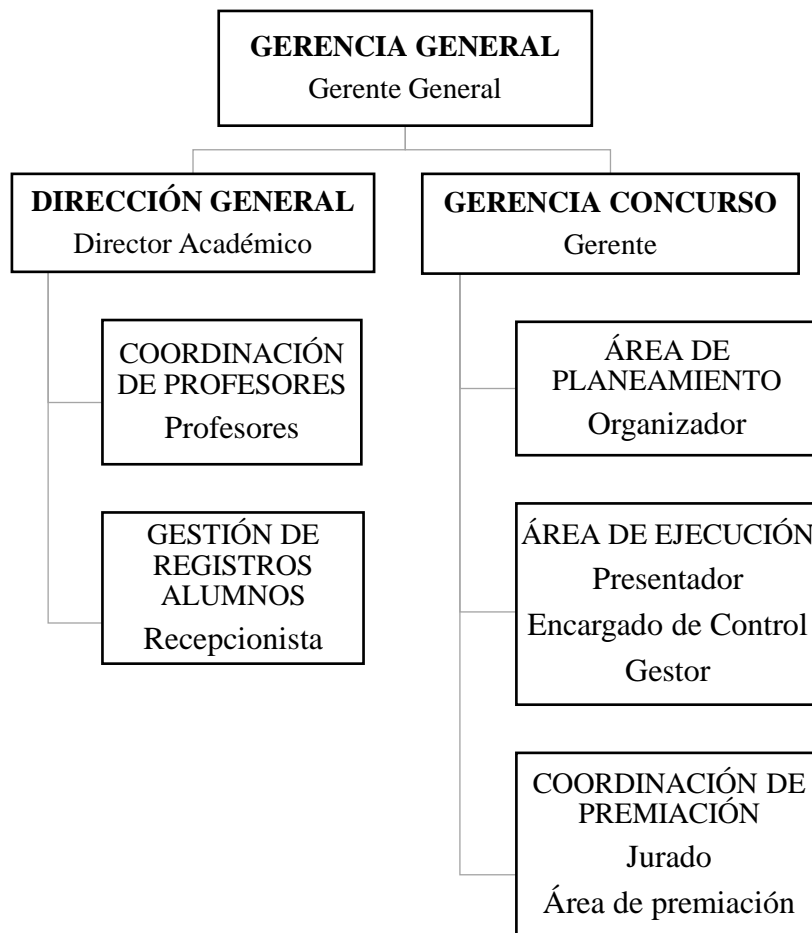 GERENCIA GENERAL
Gerente General
DIRECCIÓN GENERAL
Director Académico
COORDINACIÓN
DE PROFESORES
Profesores
GESTIÓN DE
REGISTROS
ALUMNOS
Recepcionista
GERENCIA CONCURSO
Gerente
ÁREA DE
PLANEAMIENTO
Organizador
ÁREA DE EJECUCIÓN
Presentador
Encargado de Control
Gestor
COORDINACIÓN DE
PREMIACIÓN
Jurado
Área de premiación